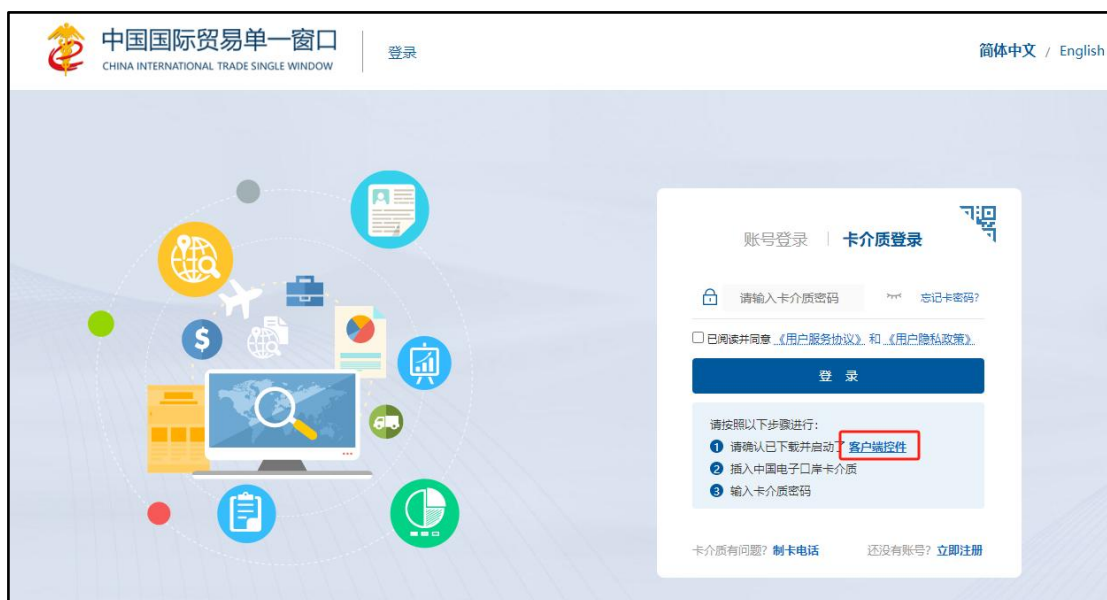 中国国际贸易单一窗口
CHINA INTERNATIONAL TRADE SINGLE WINDOW
登录
简体中文 / English
账号登录 | 卡介质登录
请输入卡介质密码 忘记卡密码?
已阅读并同意 《用户服务协议》 和 《用户隐私政策》
登 录
请按照以下步骤进行:
1 请确认已下载并启动了 客户端控件
2 插入中国电子口岸卡介质
3 输入卡介质密码
卡介质有问题? 制卡电话 还没有账号? 立即注册